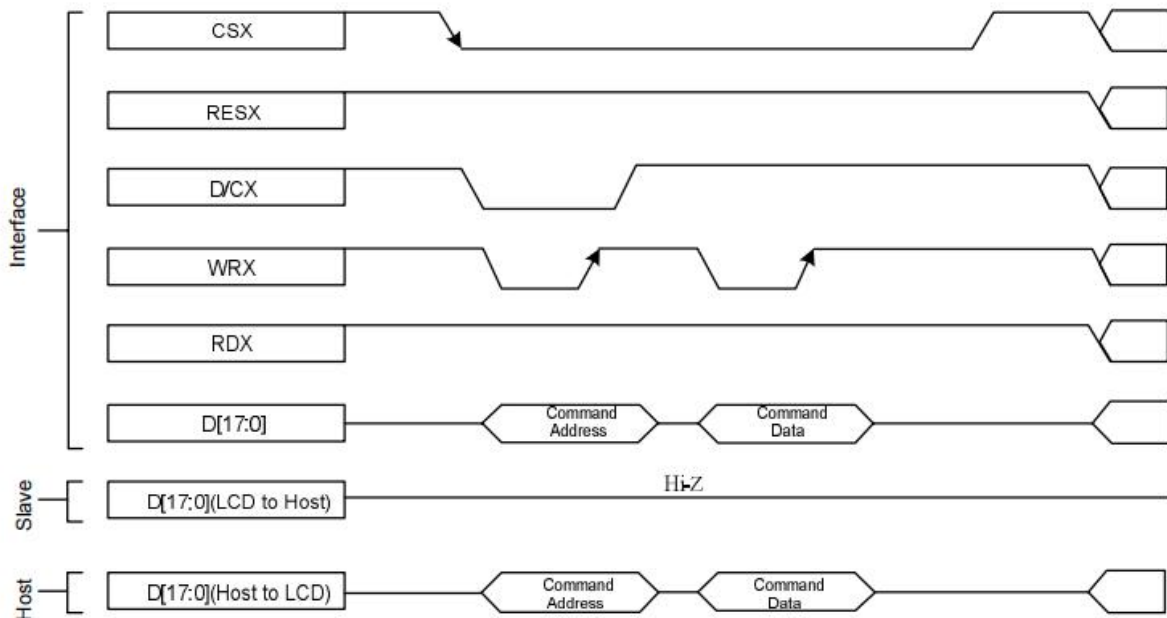 CSX
RESX
D/CX
WRX
RDX
D[17:0]
Command
Address
Command
Data
Interface
Hi-Z
D[17:0](LCD to Host)
Slave
D[17:0](Host to LCD)
Command
Address
Command
Data
Host